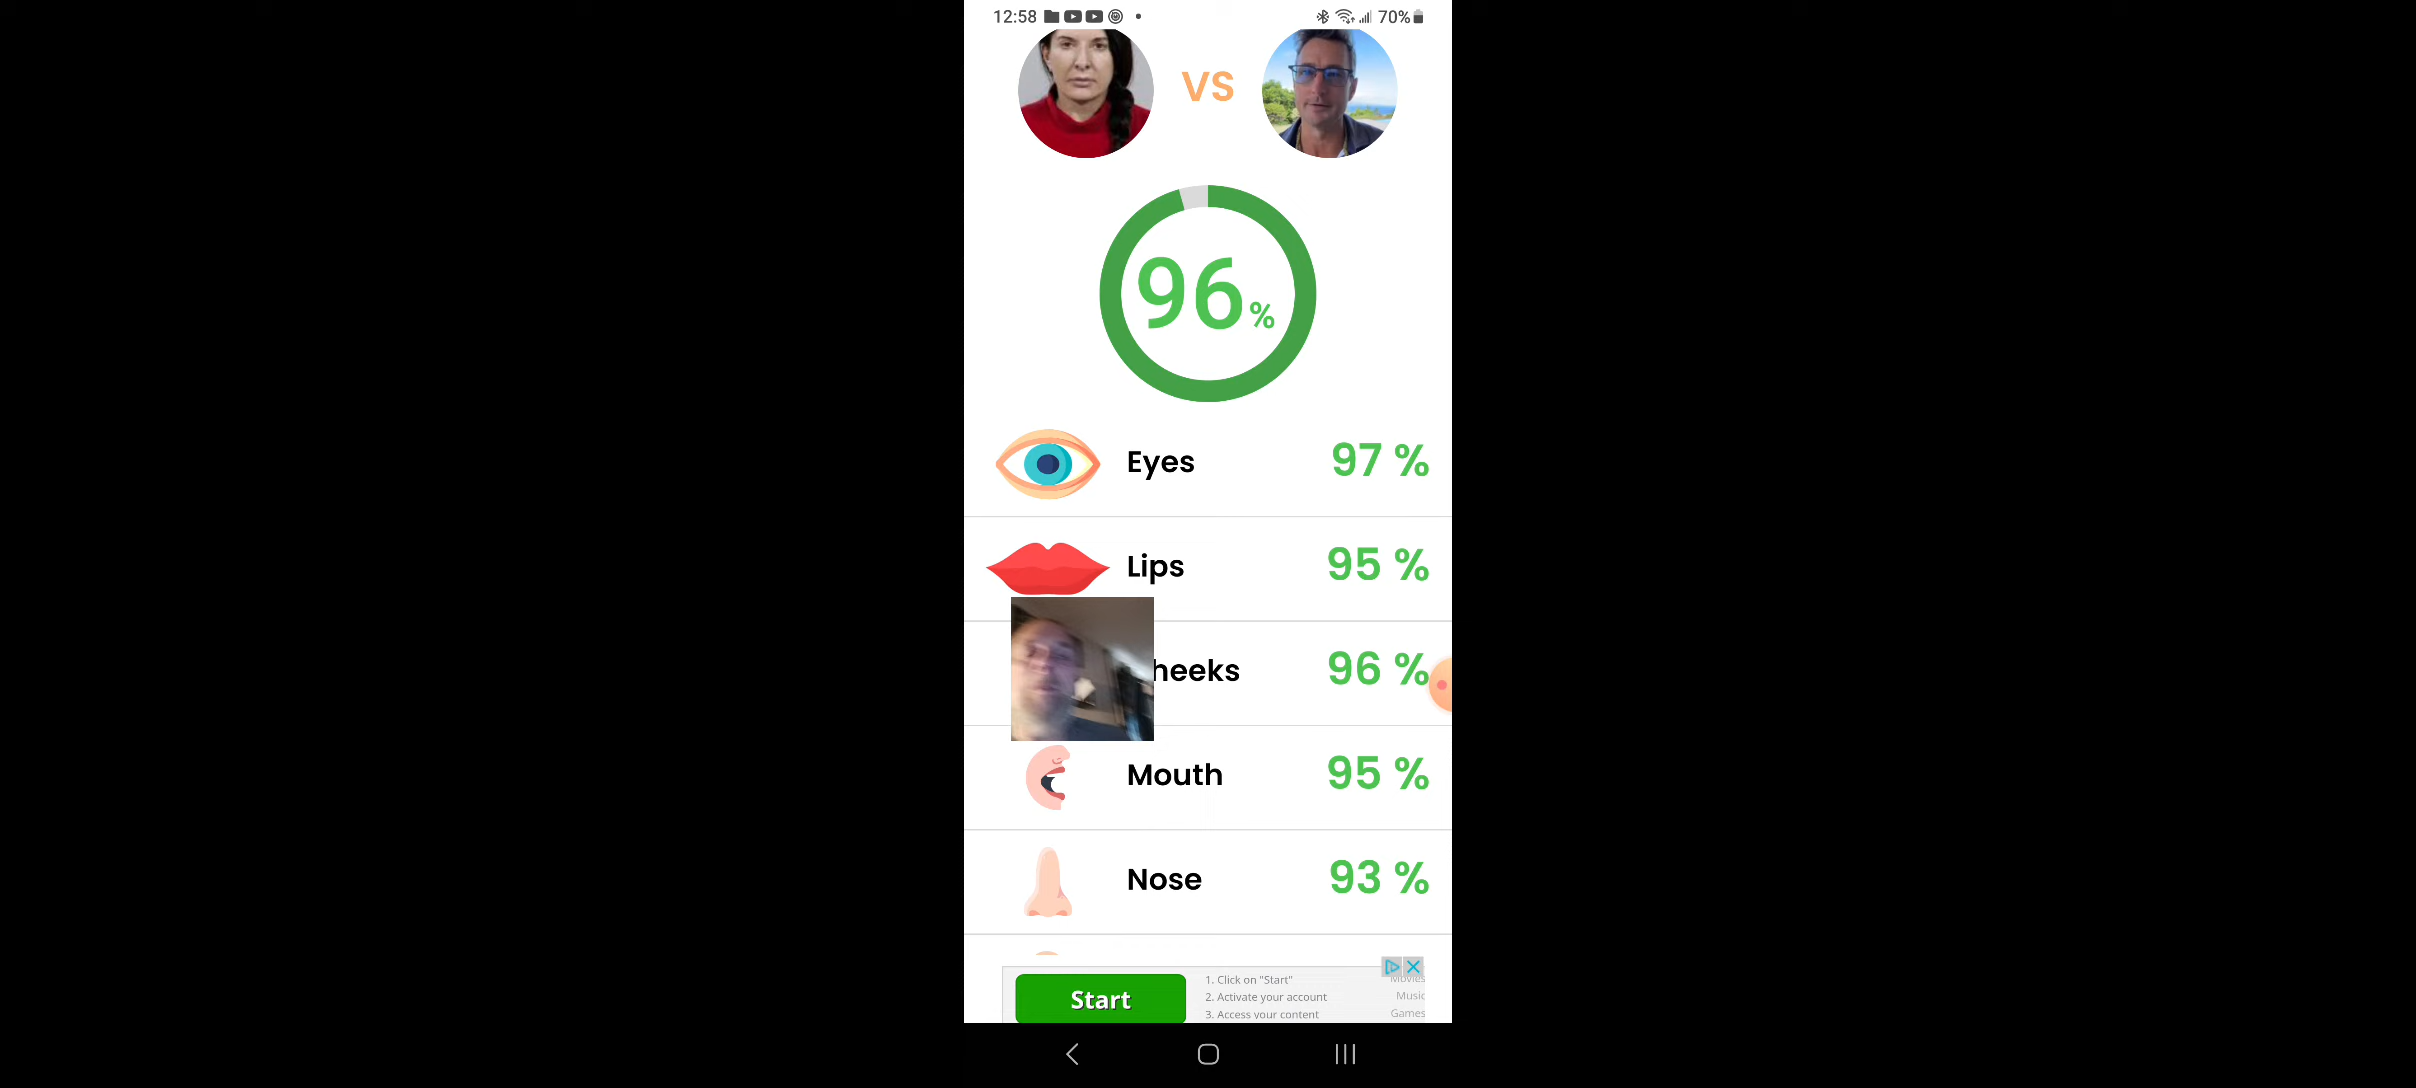 12:58
70%
VS
96%
Eyes 97 %
Lips 95 %
heeks 96 %
Mouth 95 %
Nose 93 %
Start
1. Click on "Start"
2. Activate your account
3. Access your content
Movies
Music
Games